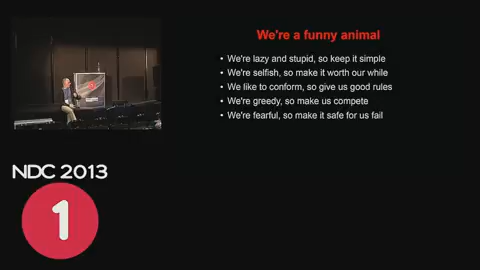 We're a funny animal
• We're lazy and stupid, so keep it simple
• We're selfish, so make it worth our while
• We like to conform, so give us good rules
• We're greedy, so make us compete
• We're fearful, so make it safe for us fail
NDC 2013
1